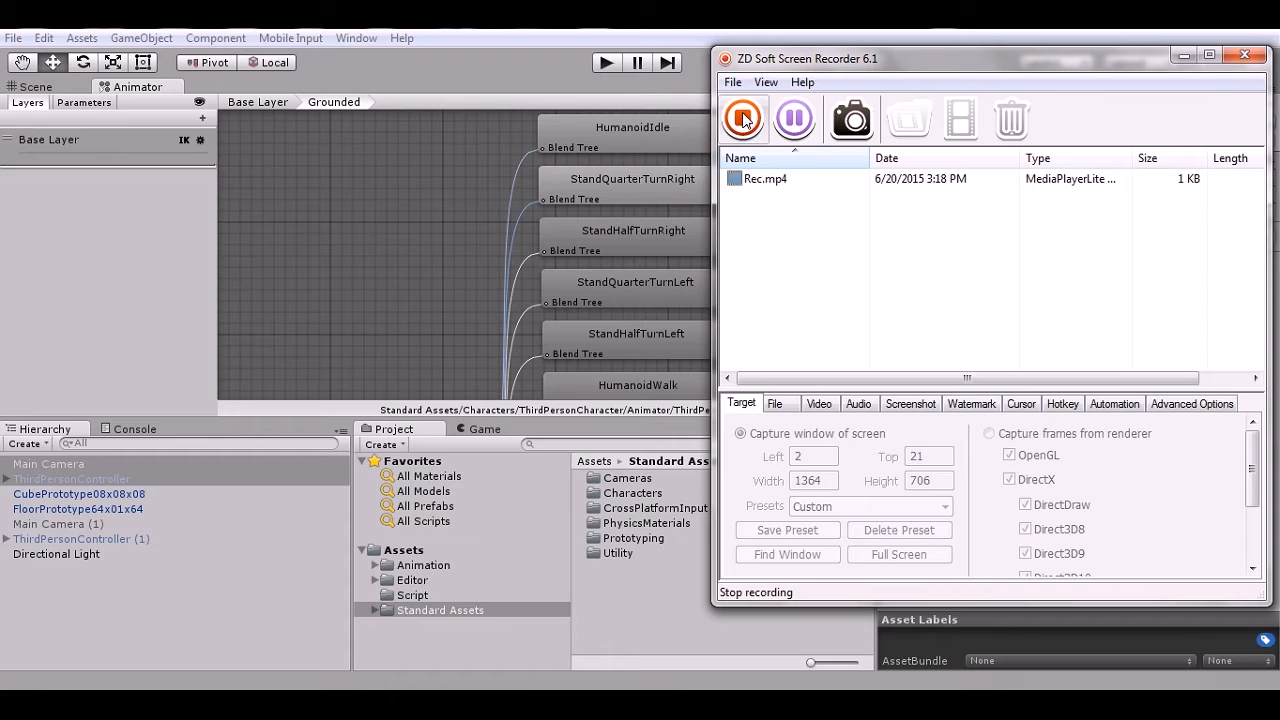 File Edit Assets GameObject Component Mobile Input Window Help
Pivot Local
Scene Animator
Layers Parameters
Base Layer Grounded
+
Base Layer IK
HumanoidIdle
Blend Tree
StandQuarterTurnRight
Blend Tree
StandHalfTurnRight
Blend Tree
StandQuarterTurnLeft
Blend Tree
StandHalfTurnLeft
Blend Tree
HumanoidWalk
Standard Assets/Characters/ThirdPersonCharacter/Animator/ThirdPe
ZD Soft Screen Recorder 6.1
File View Help
Name Date Type Size Length
Rec.mp4 6/20/2015 3:18 PM MediaPlayerLite ... 1 KB
Target File Video Audio Screenshot Watermark Cursor Hotkey Automation Advanced Options
Capture window of screen
Left 2 Top 21
Width 1364 Height 706
Presets Custom
Save Preset Delete Preset
Find Window Full Screen
Capture frames from renderer
OpenGL
DirectX
DirectDraw
Direct3D8
Direct3D9
Direct3D10
Stop recording
Hierarchy Console
Create All
Main Camera
ThirdPersonController
CubePrototype08x08x08
FloorPrototype64x01x64
Main Camera (1)
ThirdPersonController (1)
Directional Light
Project Game
Create
Favorites
All Materials
All Models
All Prefabs
All Scripts
Assets
Animation
Editor
Script
Standard Assets
Assets Standard Ass
Cameras
Characters
CrossPlatformInput
PhysicsMaterials
Prototyping
Utility
Asset Labels
AssetBundle None None